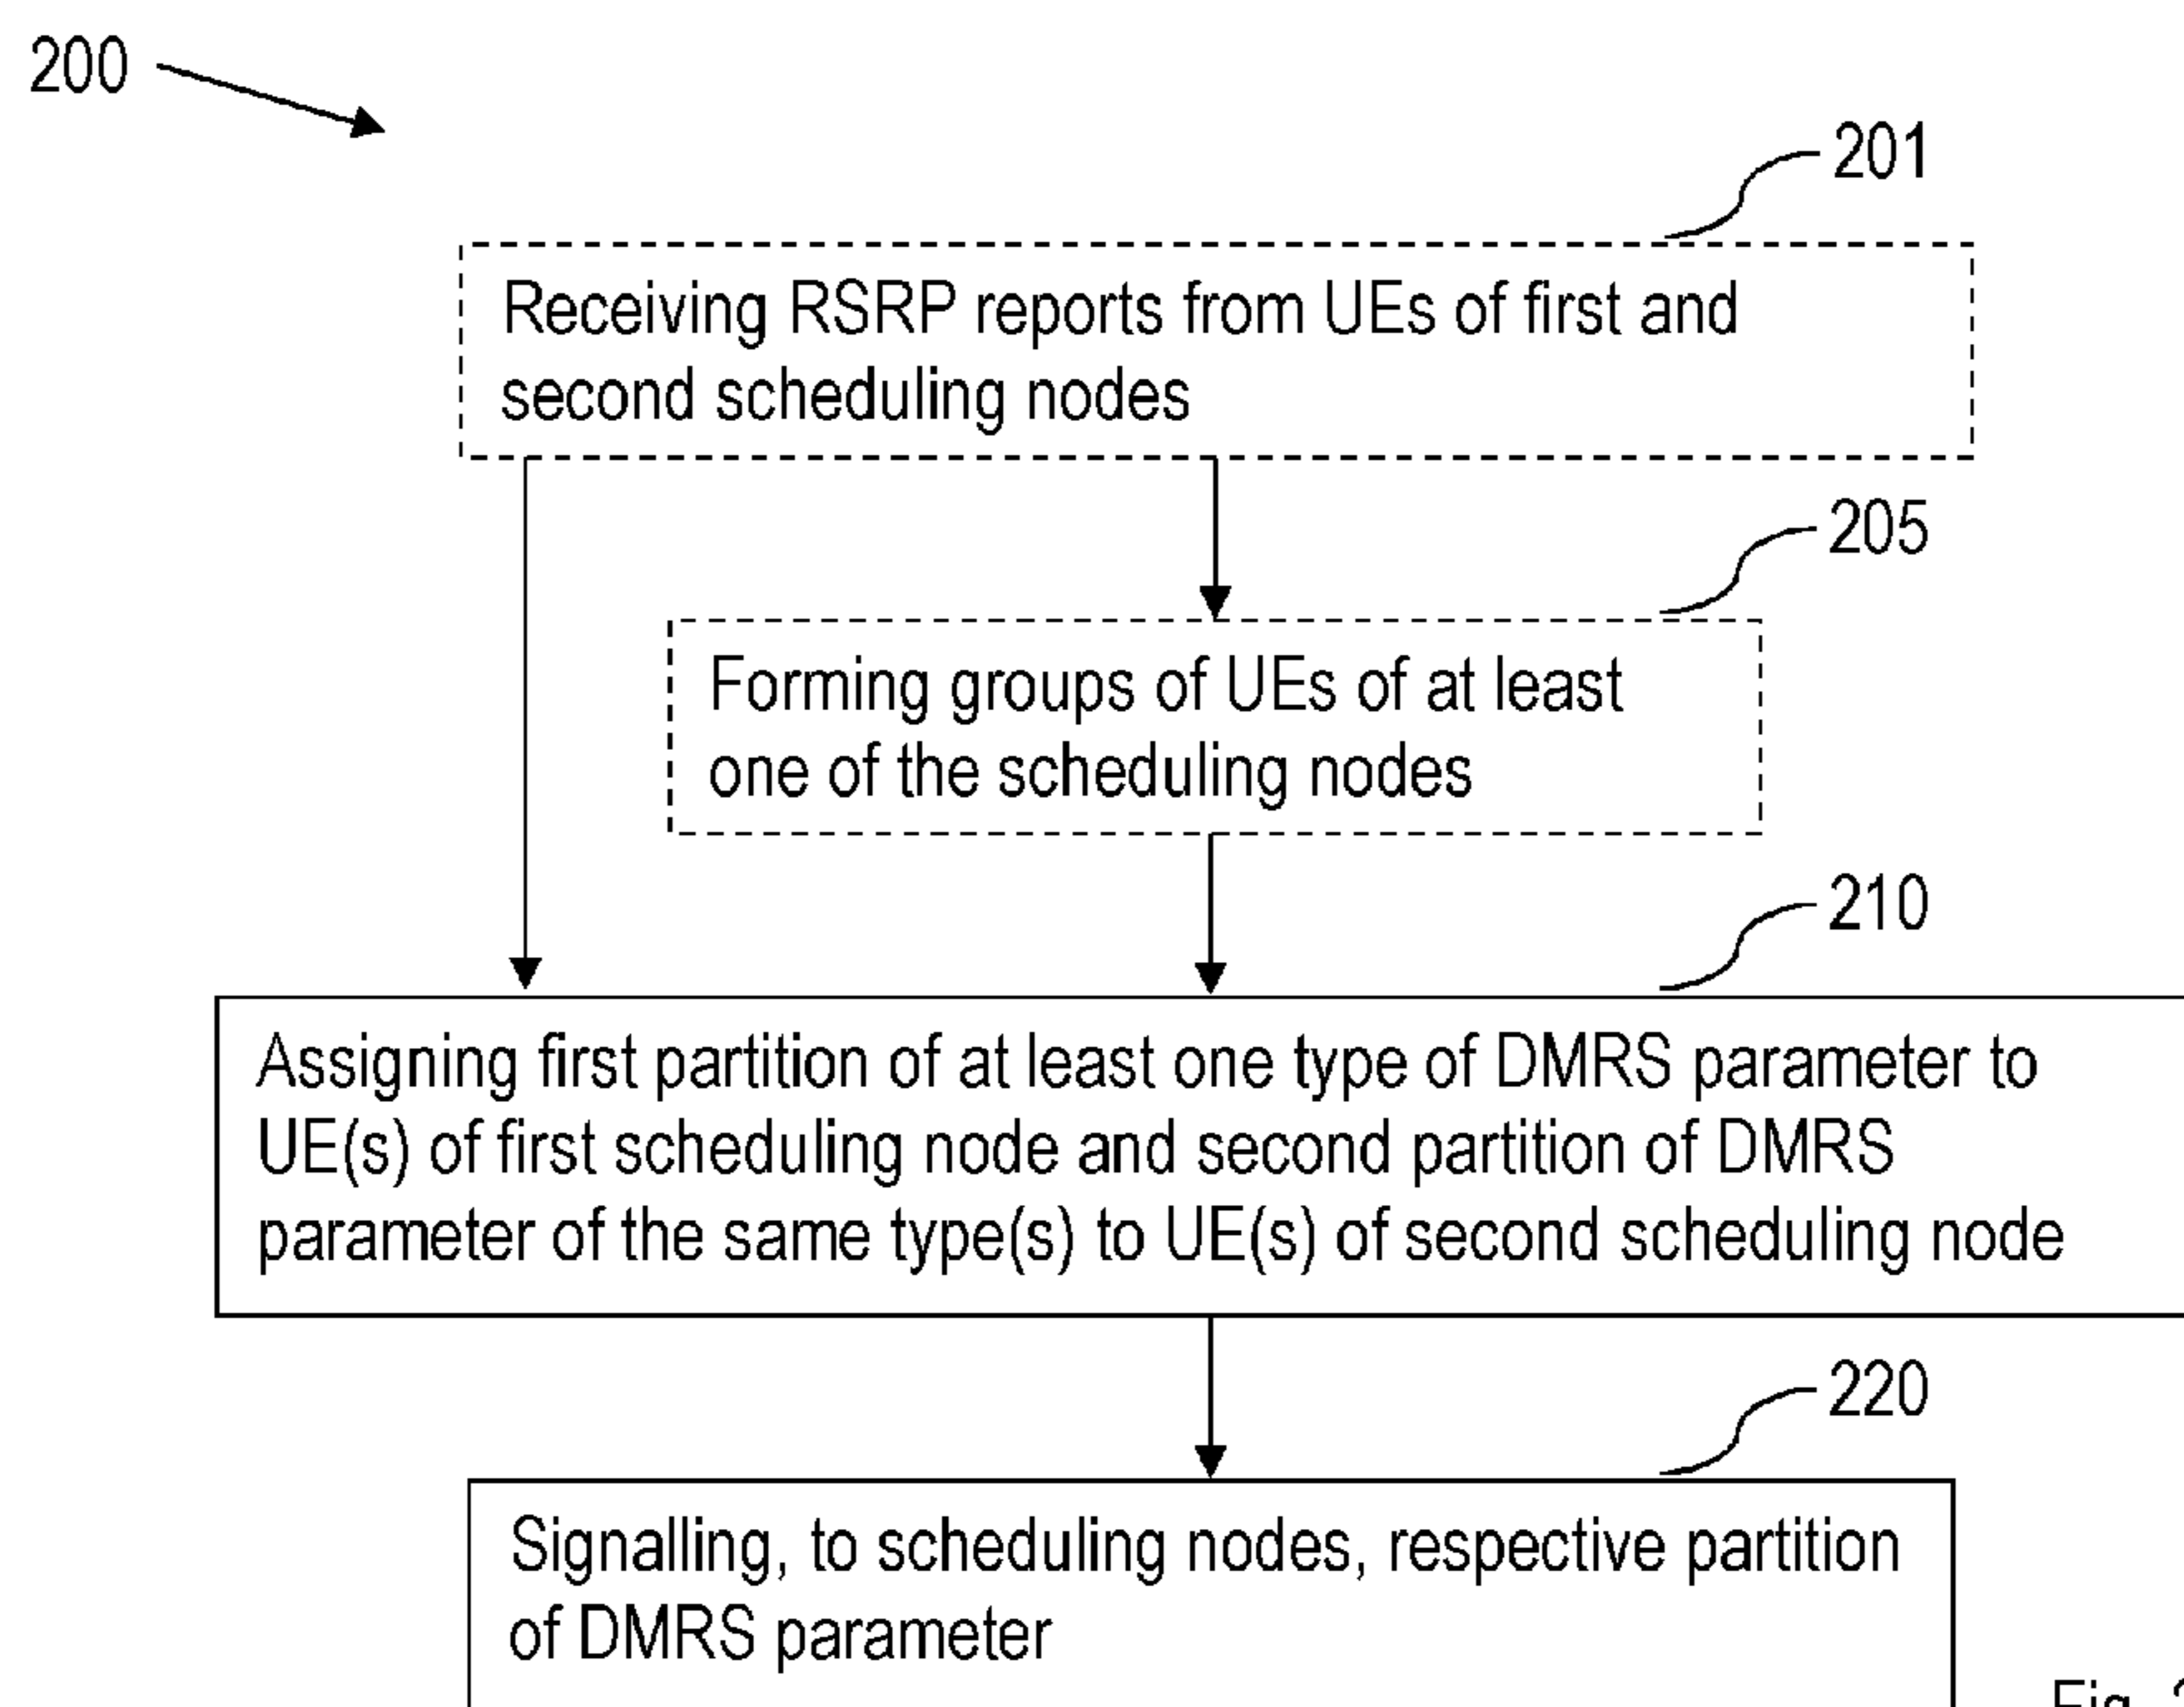 200
201
Receiving RSRP reports from UEs of first and
second scheduling nodes
205
Forming groups of UEs of at least
one of the scheduling nodes
210
Assigning first partition of at least one type of DMRS parameter to
UE(s) of first scheduling node and second partition of DMRS
parameter of the same type(s) to UE(s) of second scheduling node
220
Signalling, to scheduling nodes, respective partition
of DMRS parameter
Fig.